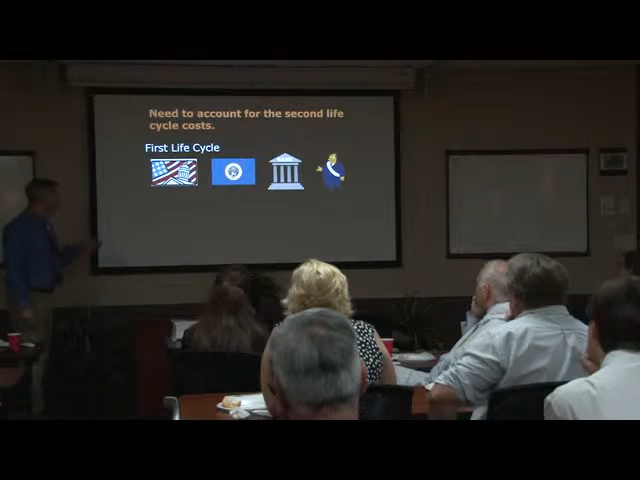 Need to account for the second life
cycle costs.
First Life Cycle